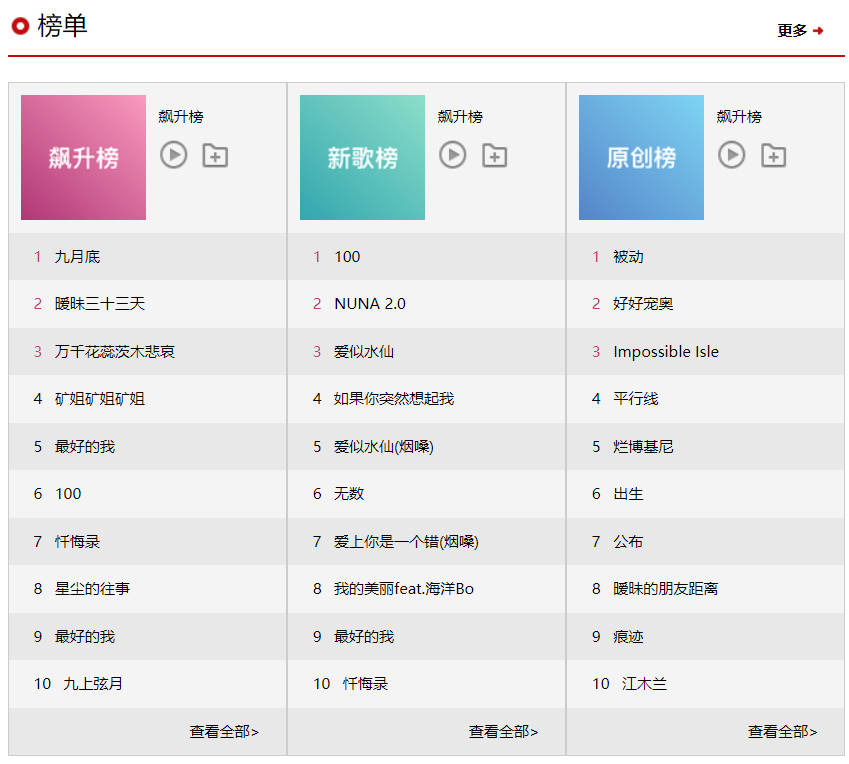 榜单
更多
飙升榜
飙升榜
1 九月底
2 暧昧三十三天
3 万千花蕊茨木悲哀
4 矿姐矿姐矿姐
5 最好的我
6 100
7 忏悔录
8 星尘的往事
9 最好的我
10 九上弦月
查看全部>
新歌榜
飙升榜
1 100
2 NUNA 2.0
3 爱似水仙
4 如果你突然想起我
5 爱似水仙(烟嗓)
6 无数
7 爱上你是一个错(烟嗓)
8 我的美丽feat.海洋Bo
9 最好的我
10 忏悔录
查看全部>
原创榜
飙升榜
1 被动
2 好好宠奥
3 Impossible Isle
4 平行线
5 烂博基尼
6 出生
7 公布
8 暧昧的朋友距离
9 痕迹
10 江木兰
查看全部>